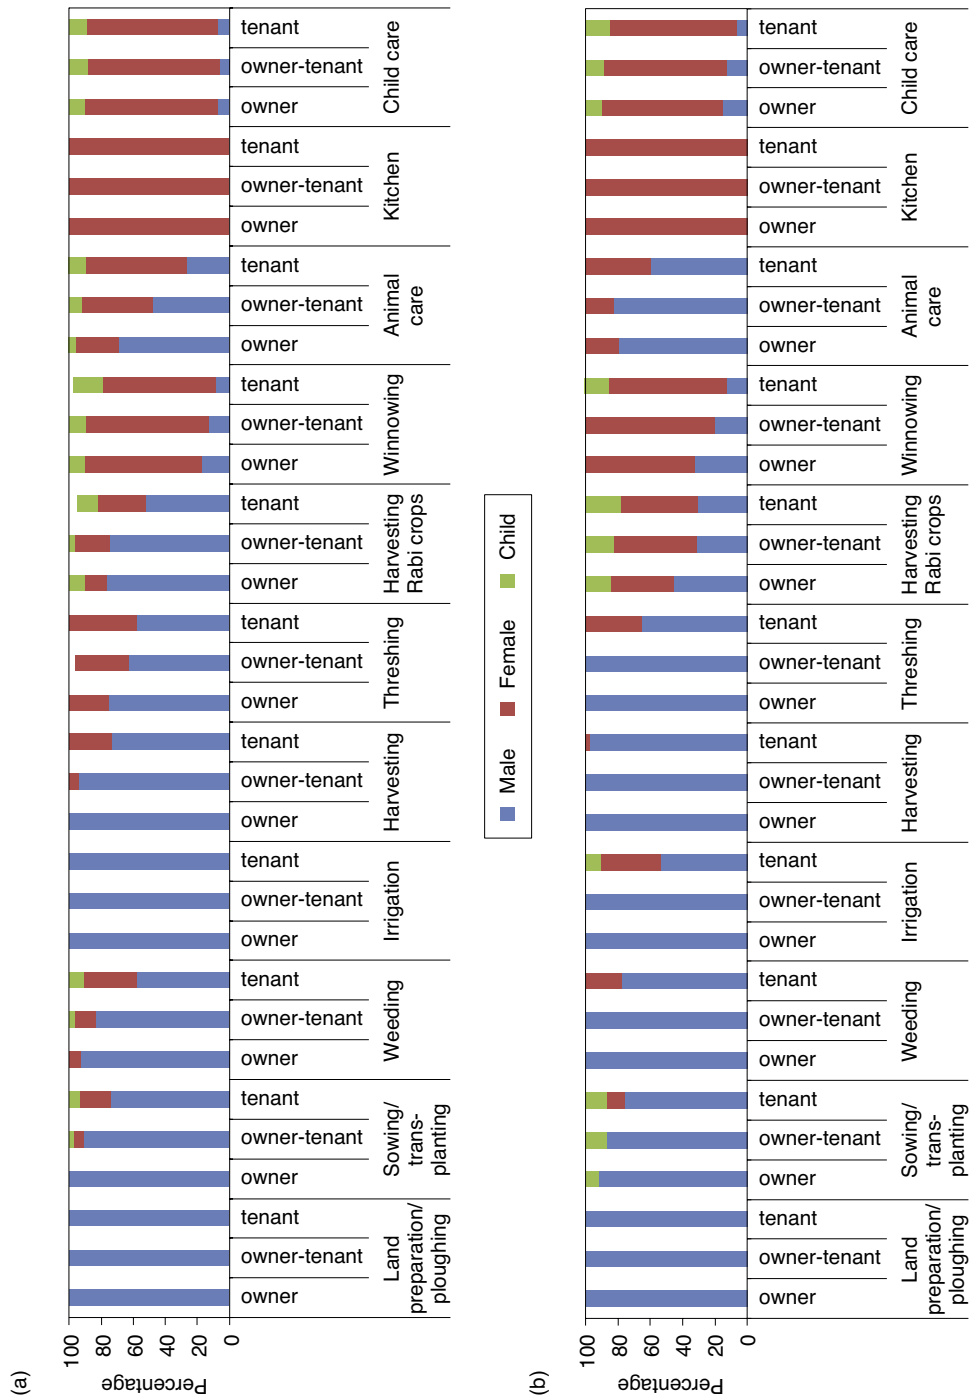 (a)
Percentage
100
80
60
40
20
0
owner
owner-tenant
tenant
Land
preparation/
ploughing
owner
owner-tenant
tenant
Sowing/
trans-
planting
owner
owner-tenant
tenant
Weeding
owner
owner-tenant
tenant
Irrigation
owner
owner-tenant
tenant
Harvesting
owner
owner-tenant
tenant
Threshing
owner
owner-tenant
tenant
Harvesting
Rabi crops
owner
owner-tenant
tenant
Winnowing
owner
owner-tenant
tenant
Animal
care
owner
owner-tenant
tenant
Kitchen
owner
owner-tenant
tenant
Child care
Male Female Child
(b)
Percentage
100
80
60
40
20
0
owner
owner-tenant
tenant
Land
preparation/
ploughing
owner
owner-tenant
tenant
Sowing/
trans-
planting
owner
owner-tenant
tenant
Weeding
owner
owner-tenant
tenant
Irrigation
owner
owner-tenant
tenant
Harvesting
owner
owner-tenant
tenant
Threshing
owner
owner-tenant
tenant
Harvesting
Rabi crops
owner
owner-tenant
tenant
Winnowing
owner
owner-tenant
tenant
Animal
care
owner
owner-tenant
tenant
Kitchen
owner
owner-tenant
tenant
Child care